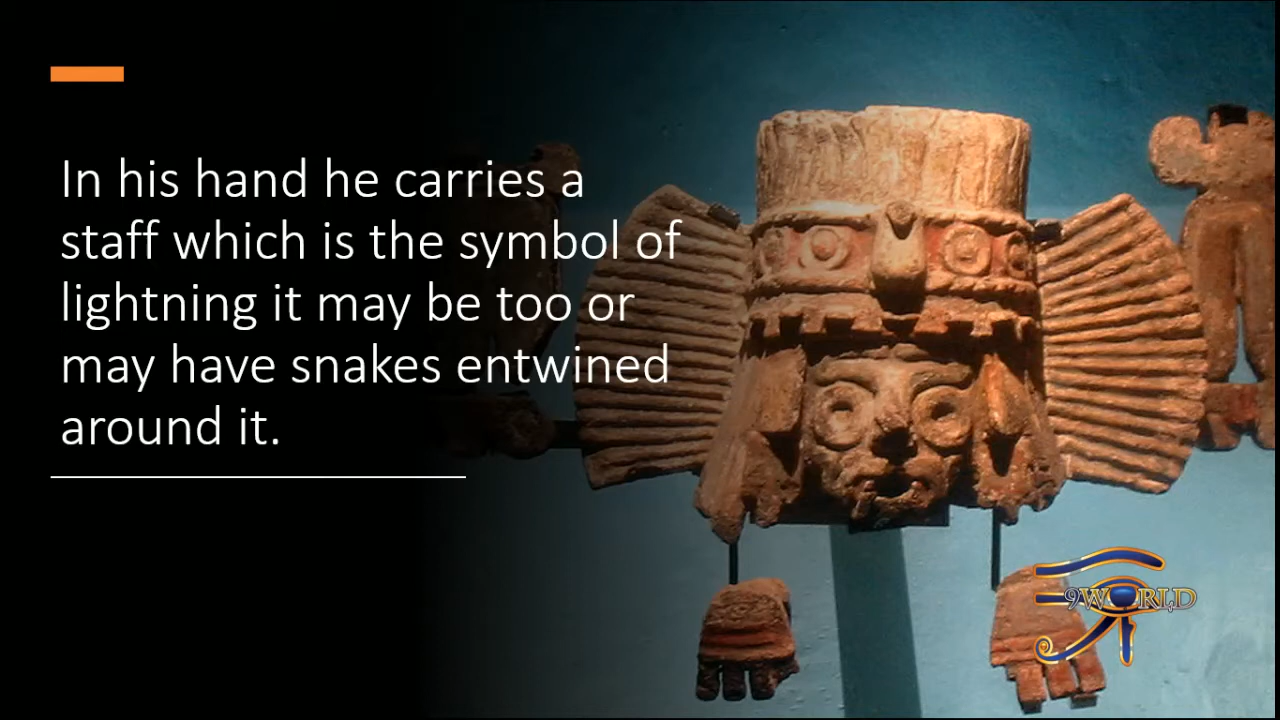 In his hand he carries a
staff which is the symbol of
lightning it may be too or
may have snakes entwined
around it.
9WORLD